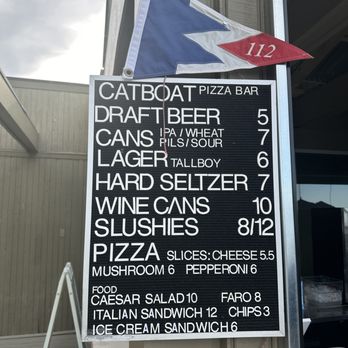 112
CATBOAT PIZZA BAR
DRAFT BEER 5
CANS IPA/WHEAT PILS/SOUR 7
LAGER TALLBOY 6
HARD SELTZER 7
WINE CANS 10
SLUSHIES 8/12
PIZZA SLICES: CHEESE 5.5
MUSHROOM 6 PEPPERONI 6
FOOD
CAESAR SALAD 10 FARO 8
ITALIAN SANDWICH 12 CHIPS 3
ICE CREAM SANDWICH 6